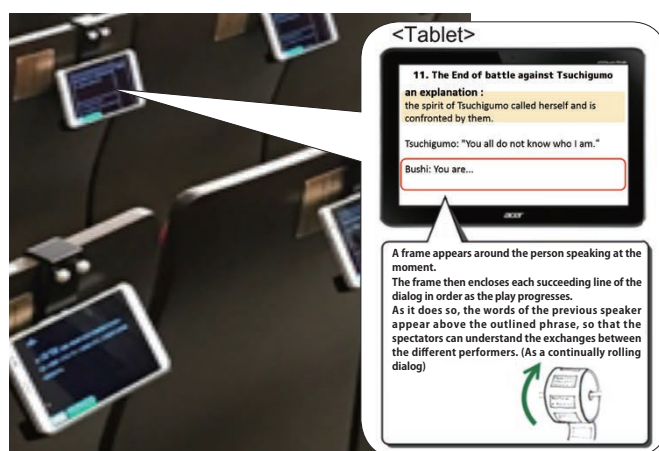 <Tablet>
11. The End of battle against Tsuchigumo
an explanation :
the spirit of Tsuchigumo called herself and is
confronted by them.
Tsuchigumo: "You all do not know who I am."
Bushi: You are...
acer
A frame appears around the person speaking at the
moment.
The frame then encloses each succeeding line of the
dialog in order as the play progresses.
As it does so, the words of the previous speaker
appear above the outlined phrase, so that the
spectators can understand the exchanges between
the different performers. (As a continually rolling
dialog)